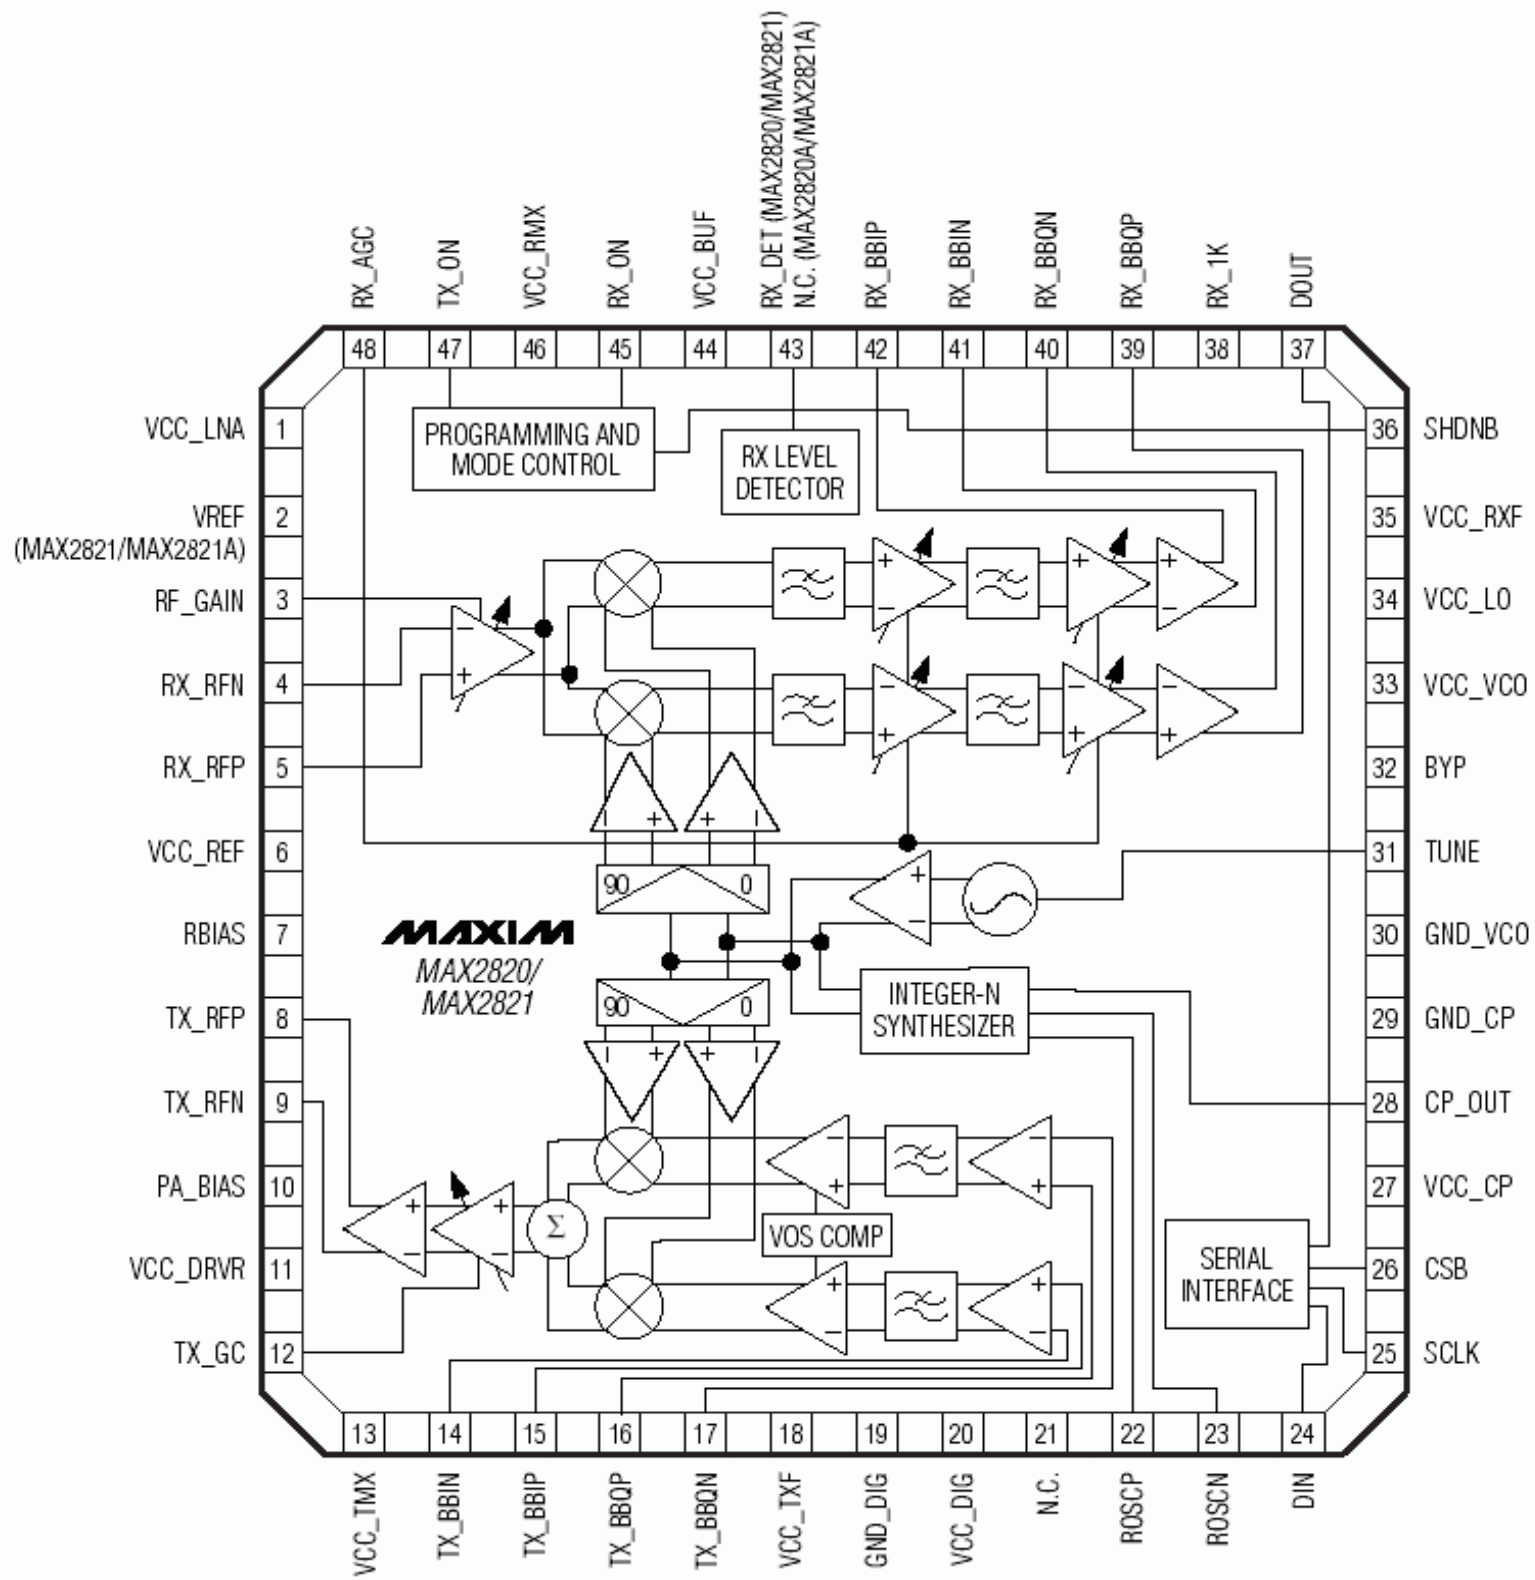 RX_AGC
TX_ON
VCC_RMX
RX_ON
VCC_BUF
RX_DET (MAX2820/MAX2821)
N.C. (MAX2820A/MAX2821A)
RX_BBIP
RX_BBIN
RX_BBQN
RX_BBQP
RX_1K
DOUT
48 47 46 45 44 43 42 41 40 39 38 37
VCC_LNA 1
VREF 2
(MAX2821/MAX2821A)
RF_GAIN 3
RX_RFN 4
RX_RFP 5
VCC_REF 6
RBIAS 7
TX_RFP 8
TX_RFN 9
PA_BIAS 10
VCC_DRVR 11
TX_GC 12
PROGRAMMING AND
MODE CONTROL
RX LEVEL
DETECTOR
− +
+ −
+ −
+ −
− +
− +
− +
− + + −
90 0
+ −
MAXIM
MAX2820/
MAX2821
INTEGER-N
SYNTHESIZER
90 0
− + + −
− +
− +
+ −
+ −
Σ
VOS COMP
+ −
+ −
SERIAL
INTERFACE
36 SHDNB
35 VCC_RXF
34 VCC_LO
33 VCC_VCO
32 BYP
31 TUNE
30 GND_VCO
29 GND_CP
28 CP_OUT
27 VCC_CP
26 CSB
25 SCLK
13 14 15 16 17 18 19 20 21 22 23 24
VCC_TMX
TX_BBIN
TX_BBIP
TX_BBQP
TX_BBQN
VCC_TXF
GND_DIG
VCC_DIG
N.C.
ROSCP
ROSCN
DIN